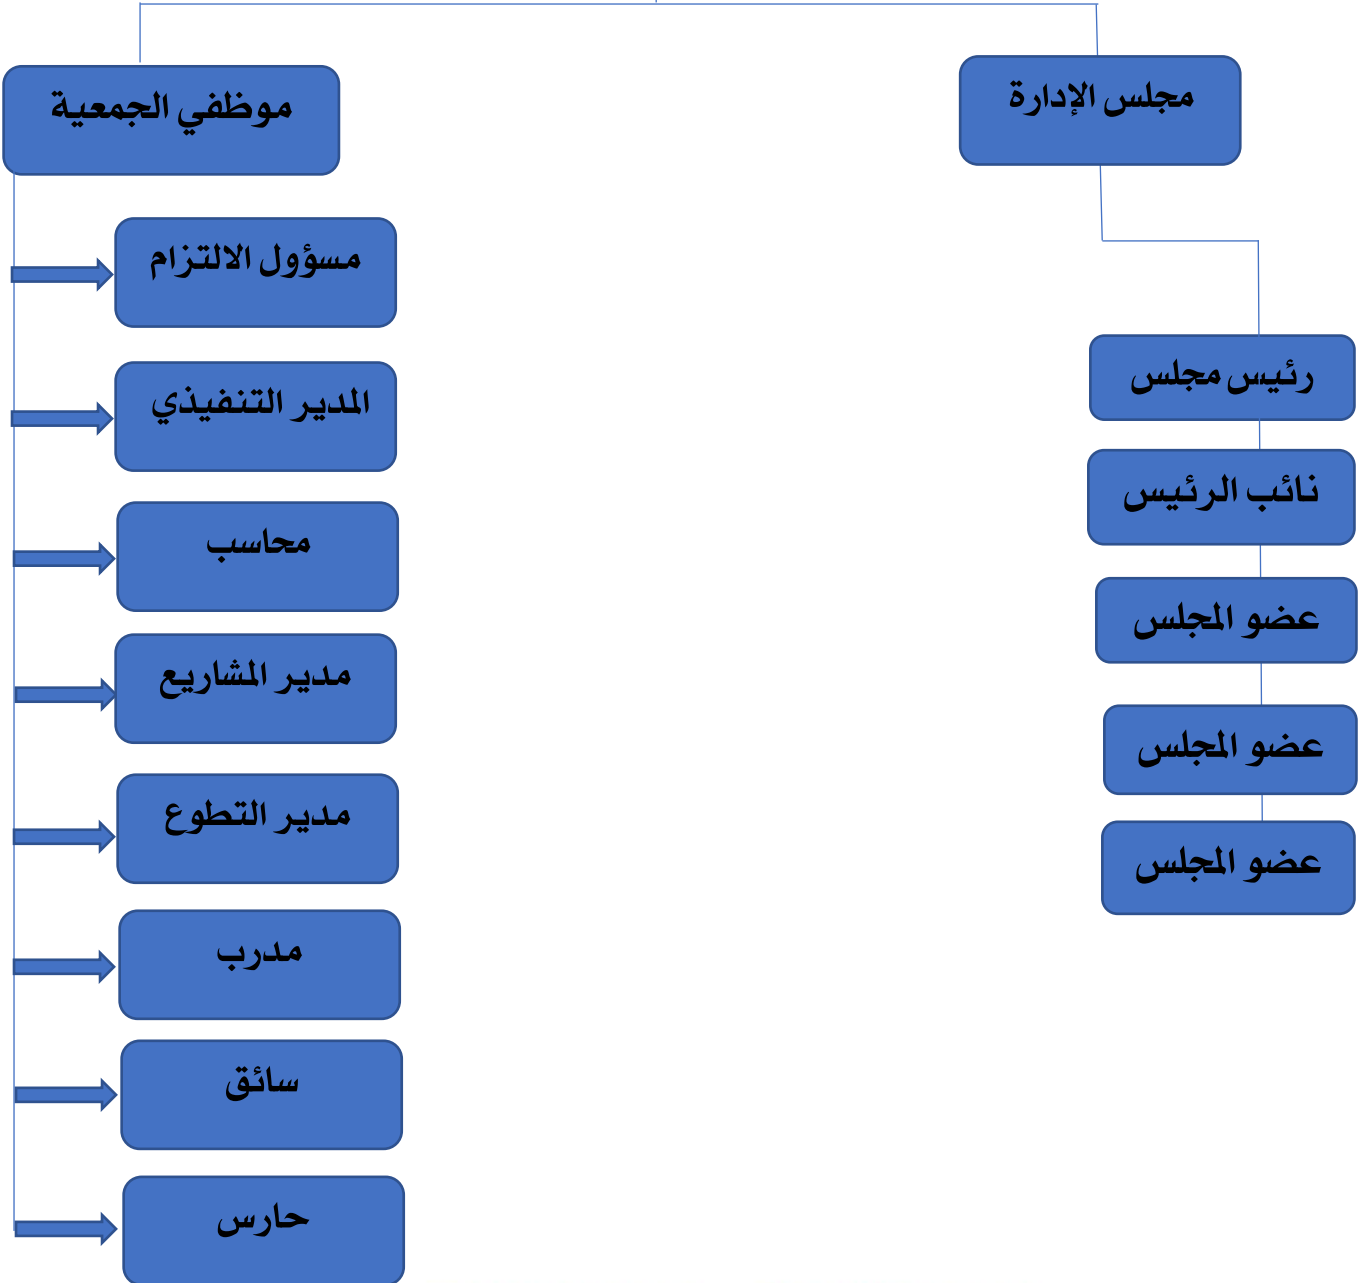 مجلس الإدارة
رئيس مجلس
نائب الرئيس
عضو المجلس
عضو المجلس
عضو المجلس
موظفي الجمعية
مسؤول الالتزام
المدير التنفيذي
محاسب
مدير المشاريع
مدير التطوع
مدرب
سائق
حارس